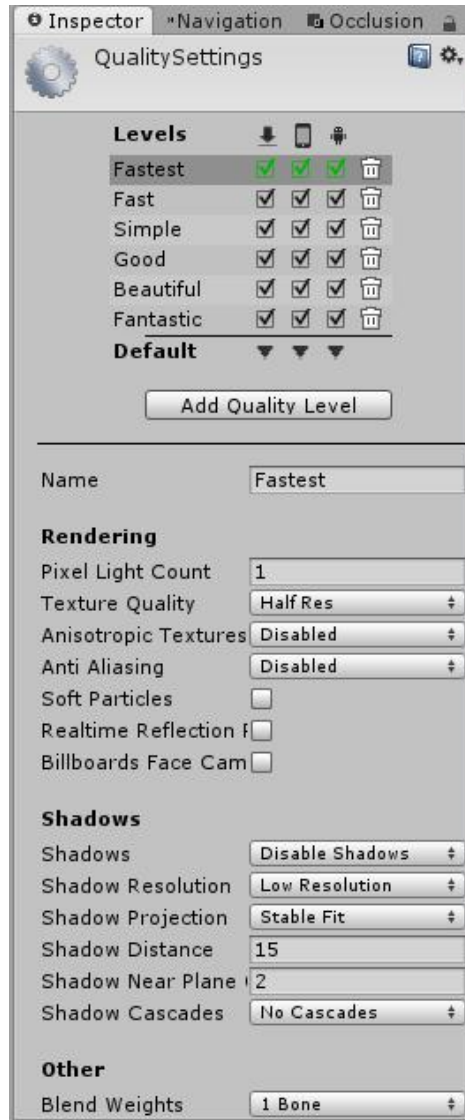 Inspector Navigation Occlusion
QualitySettings
Levels
Fastest
Fast
Simple
Good
Beautiful
Fantastic
Default
Add Quality Level
Name Fastest
Rendering
Pixel Light Count 1
Texture Quality Half Res
Anisotropic Textures Disabled
Anti Aliasing Disabled
Soft Particles
Realtime Reflection
Billboards Face Cam
Shadows
Shadows Disable Shadows
Shadow Resolution Low Resolution
Shadow Projection Stable Fit
Shadow Distance 15
Shadow Near Plane 2
Shadow Cascades No Cascades
Other
Blend Weights 1 Bone